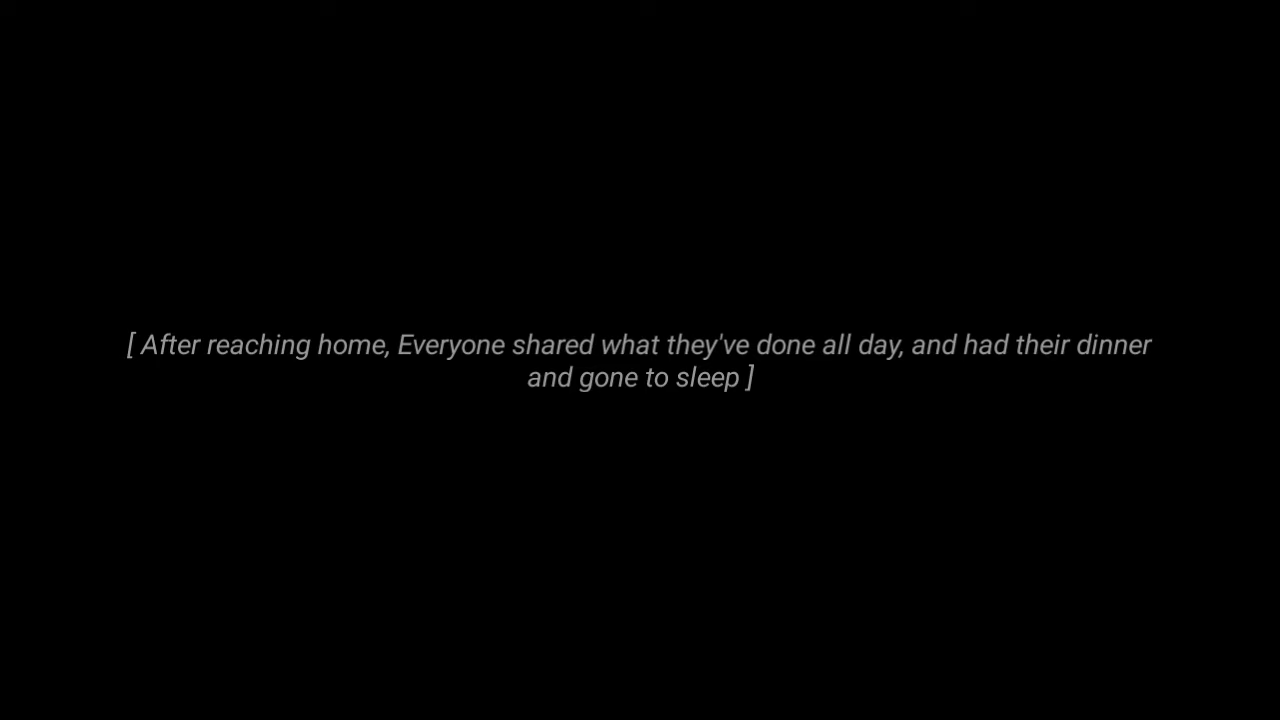 [ After reaching home, Everyone shared what they've done all day, and had their dinner
and gone to sleep ]